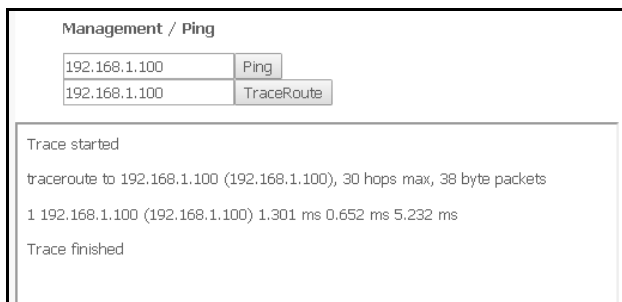 Management / Ping
192.168.1.100 Ping
192.168.1.100 TraceRoute
Trace started
traceroute to 192.168.1.100 (192.168.1.100), 30 hops max, 38 byte packets
1 192.168.1.100 (192.168.1.100) 1.301 ms 0.652 ms 5.232 ms
Trace finished